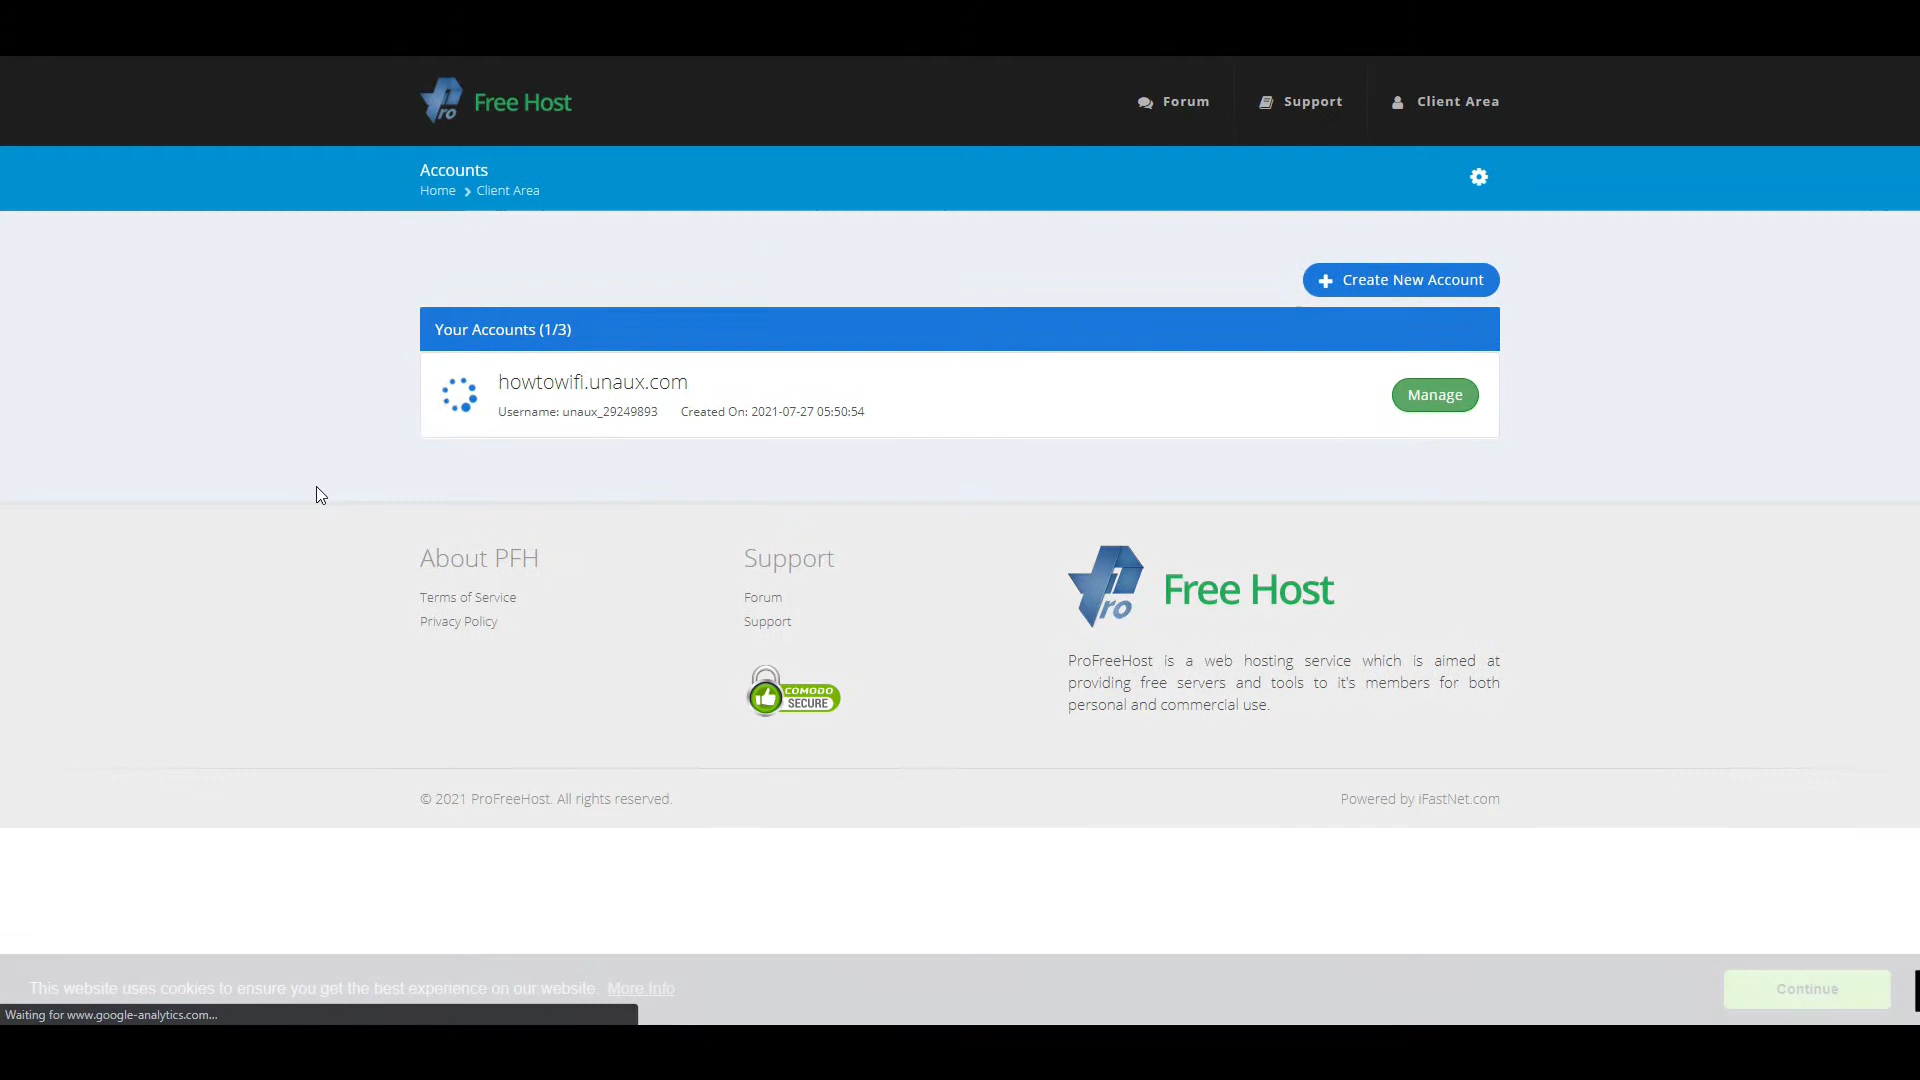 Pro Free Host
Forum
Support
Client Area
Accounts
Home
Client Area
Create New Account
Your Accounts (1/3)
howtowifi.unaux.com
Username: unaux_29249893 Created On: 2021-07-27 05:50:54
Manage
About PFH
Terms of Service
Privacy Policy
Support
Forum
Support
COMODO
SECURE
Pro Free Host
ProFreeHost is a web hosting service which is aimed at
providing free servers and tools to it's members for both
personal and commercial use.
© 2021 ProFreeHost. All rights reserved.
Powered by iFastNet.com
This website uses cookies to ensure you get the best experience on our website. More Info
Continue
Waiting for www.google-analytics.com...